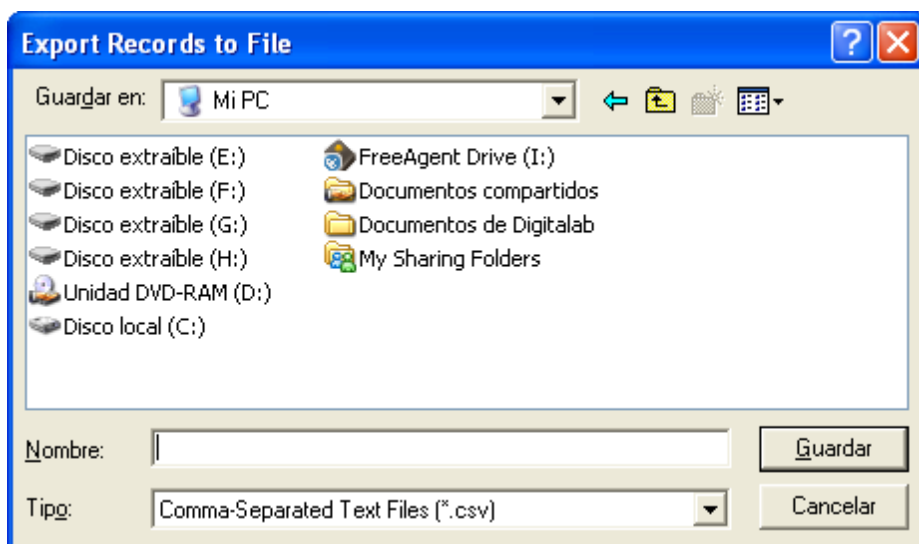 Export Records to File
Guardar en: Mi PC
Disco extraíble (E:)
Disco extraíble (F:)
Disco extraíble (G:)
Disco extraíble (H:)
Unidad DVD-RAM (D:)
Disco local (C:)
FreeAgent Drive (I:)
Documentos compartidos
Documentos de Digitalab
My Sharing Folders
Nombre:
Guardar
Tipo: Comma-Separated Text Files (*.csv)
Cancelar